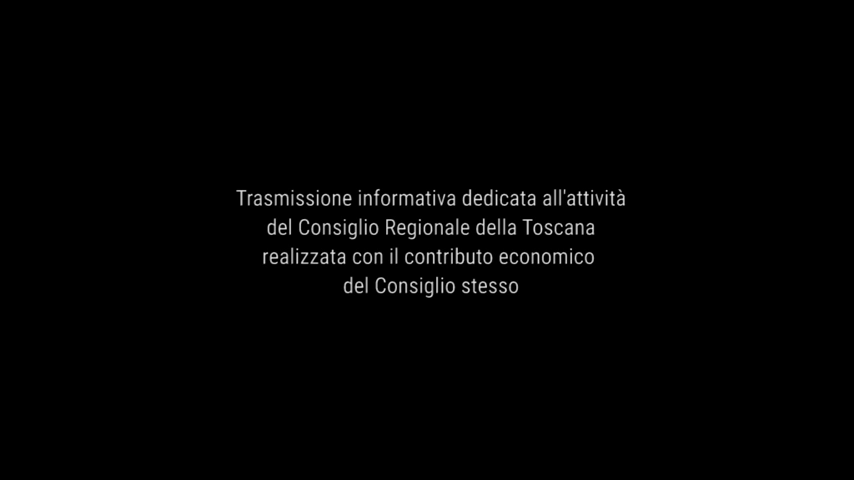 Trasmissione informativa dedicata all'attività
del Consiglio Regionale della Toscana
realizzata con il contributo economico
del Consiglio stesso